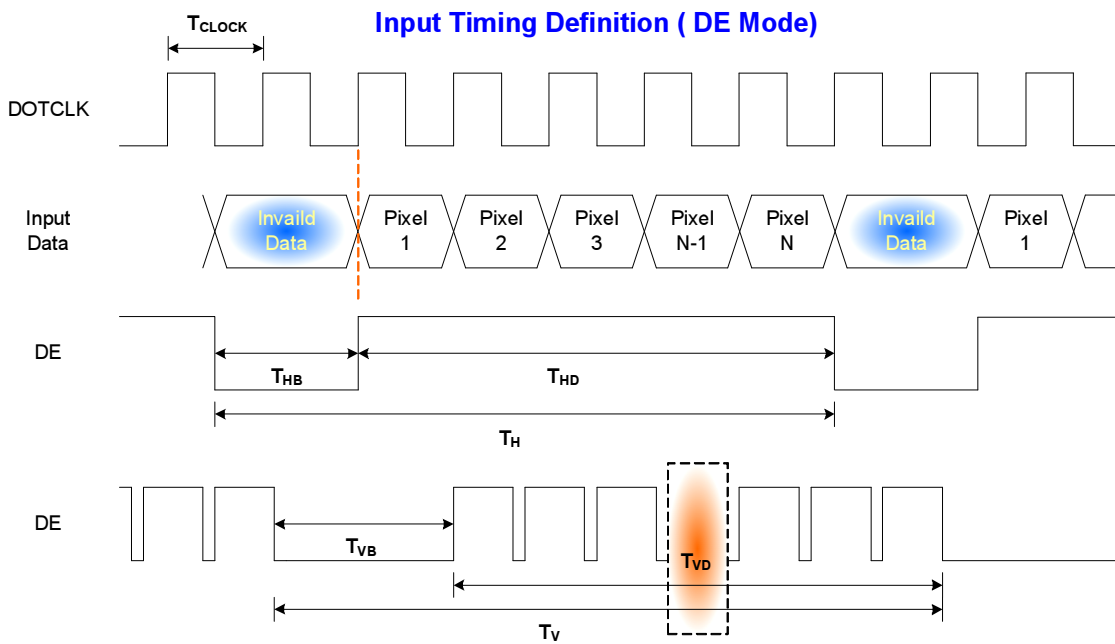 Input Timing Definition ( DE Mode)
TCLOCK
DOTCLK
Input
Data
Invaild
Data
Pixel
1
Pixel
2
Pixel
3
Pixel
N-1
Pixel
N
Invaild
Data
Pixel
1
DE
THB
THD
TH
DE
TVB
TVD
TV